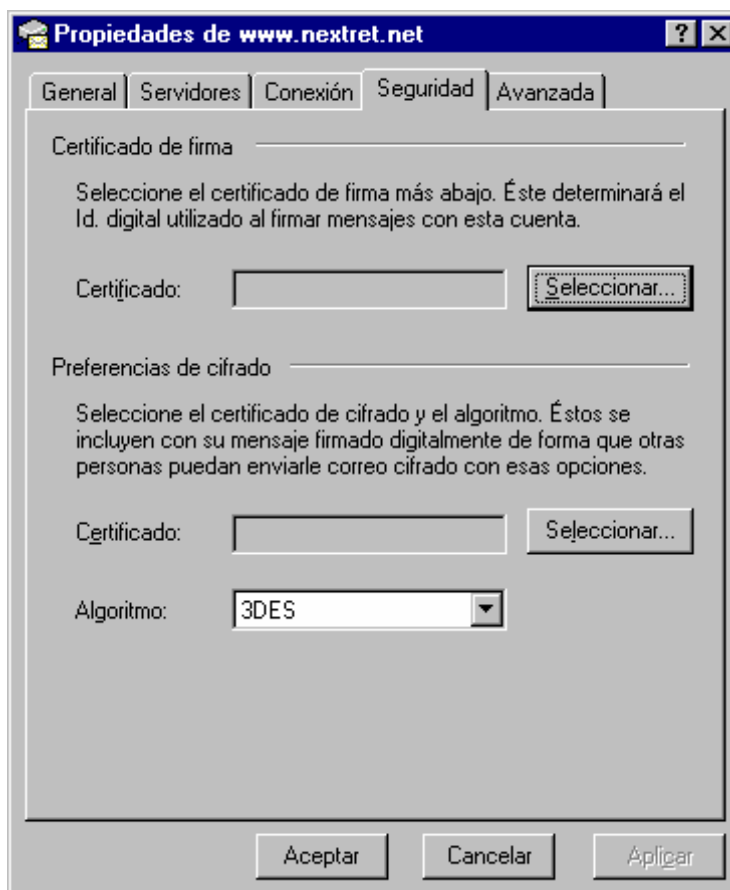 Propiedades de www.nextret.net
General Servidores Conexión Seguridad Avanzada
Certificado de firma
Seleccione el certificado de firma más abajo. Éste determinará el
Id. digital utilizado al firmar mensajes con esta cuenta.
Certificado: Seleccionar...
Preferencias de cifrado
Seleccione el certificado de cifrado y el algoritmo. Éstos se
incluyen con su mensaje firmado digitalmente de forma que otras
personas puedan enviarle correo cifrado con esas opciones.
Certificado: Seleccionar...
Algoritmo: 3DES
Aceptar Cancelar Aplicar